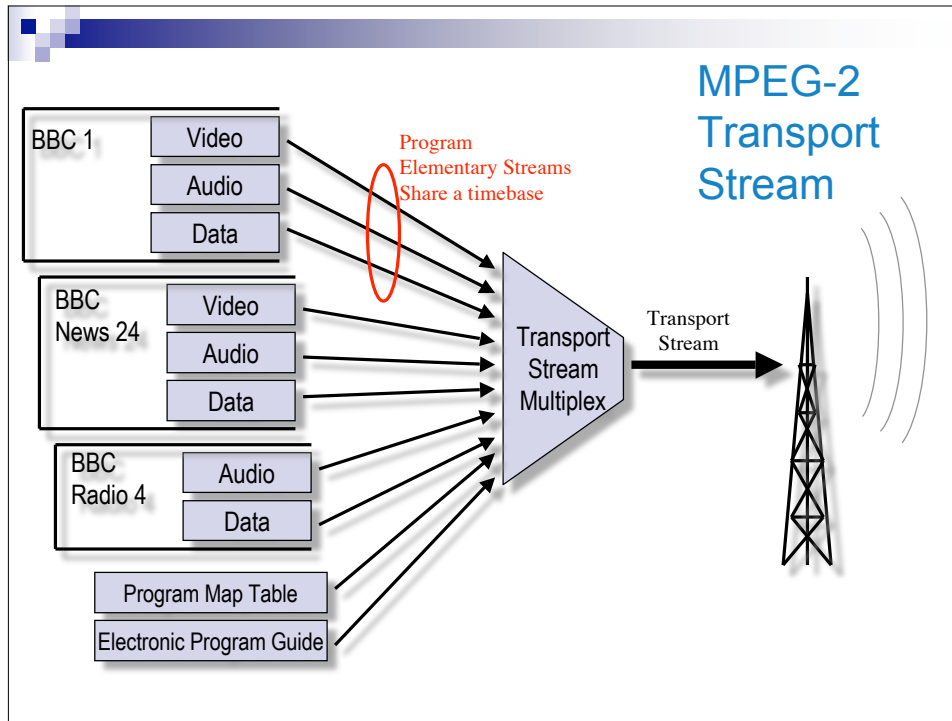 MPEG-2
Transport
Stream
BBC 1
Video
Audio
Data
Program
Elementary Streams
Share a timebase
BBC
News 24
Video
Audio
Data
BBC
Radio 4
Audio
Data
Program Map Table
Electronic Program Guide
Transport
Stream
Multiplex
Transport
Stream